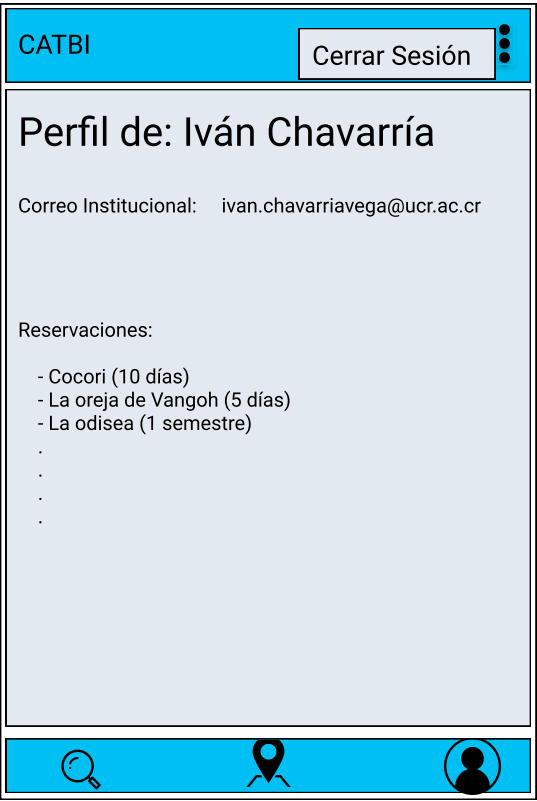 CATBI
Cerrar Sesión
Perfil de: Iván Chavarría
Correo Institucional: ivan.chavarriavega@ucr.ac.cr
Reservaciones:
- Cocori (10 días)
- La oreja de Vangoh (5 días)
- La odisea (1 semestre)
.
.
.
.